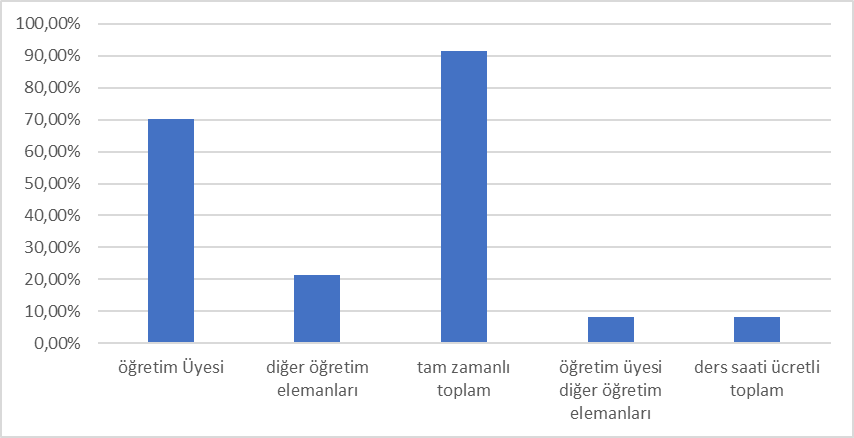 100,00%
90,00%
80,00%
70,00%
60,00%
50,00%
40,00%
30,00%
20,00%
10,00%
0,00%
öğretim Üyesi
diğer öğretim
elemanları
tam zamanlı
toplam
öğretim üyesi
diğer öğretim
elemanları
ders saati ücretli
toplam